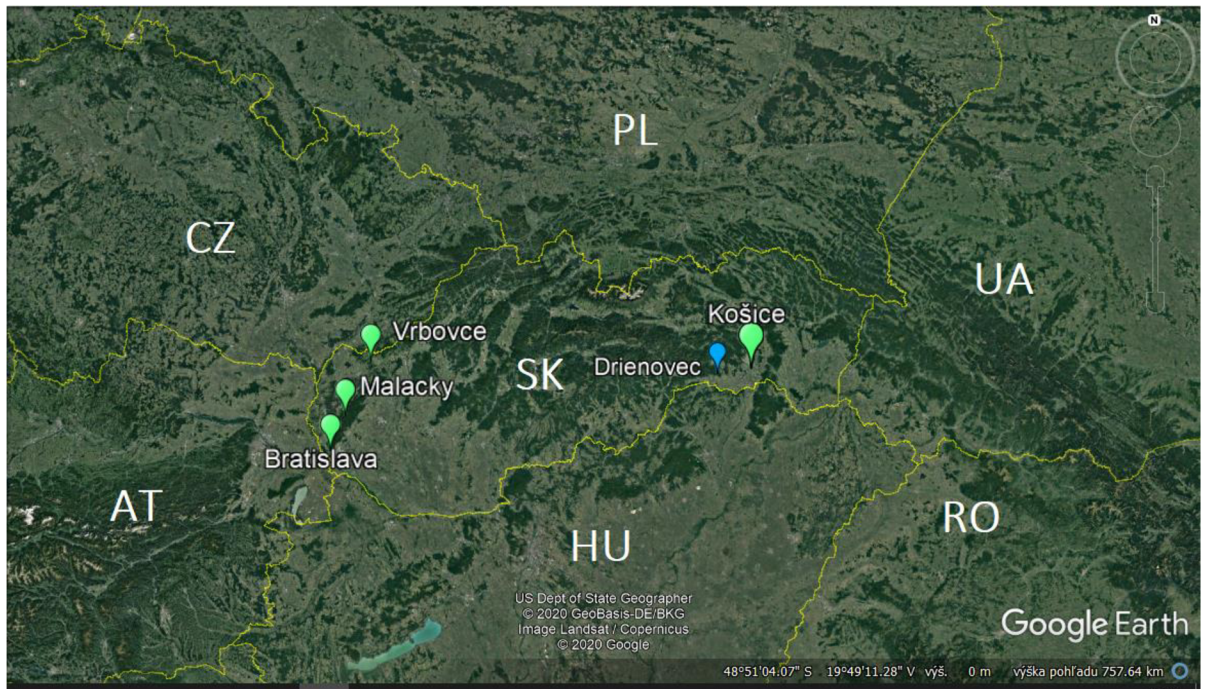 N
PL
CZ
UA
Košice
Vrbovce
Drienovec
SK
Malacky
Bratislava
AT
RO
HU
US Dept of State Geographer
© 2020 GeoBasis-DE/BKG
Image Landsat / Copernicus
© 2020 Google
Google Earth
48°51'04.07" S 19°49'11.28" V výš. 0 m výška pohľadu 757.64 km